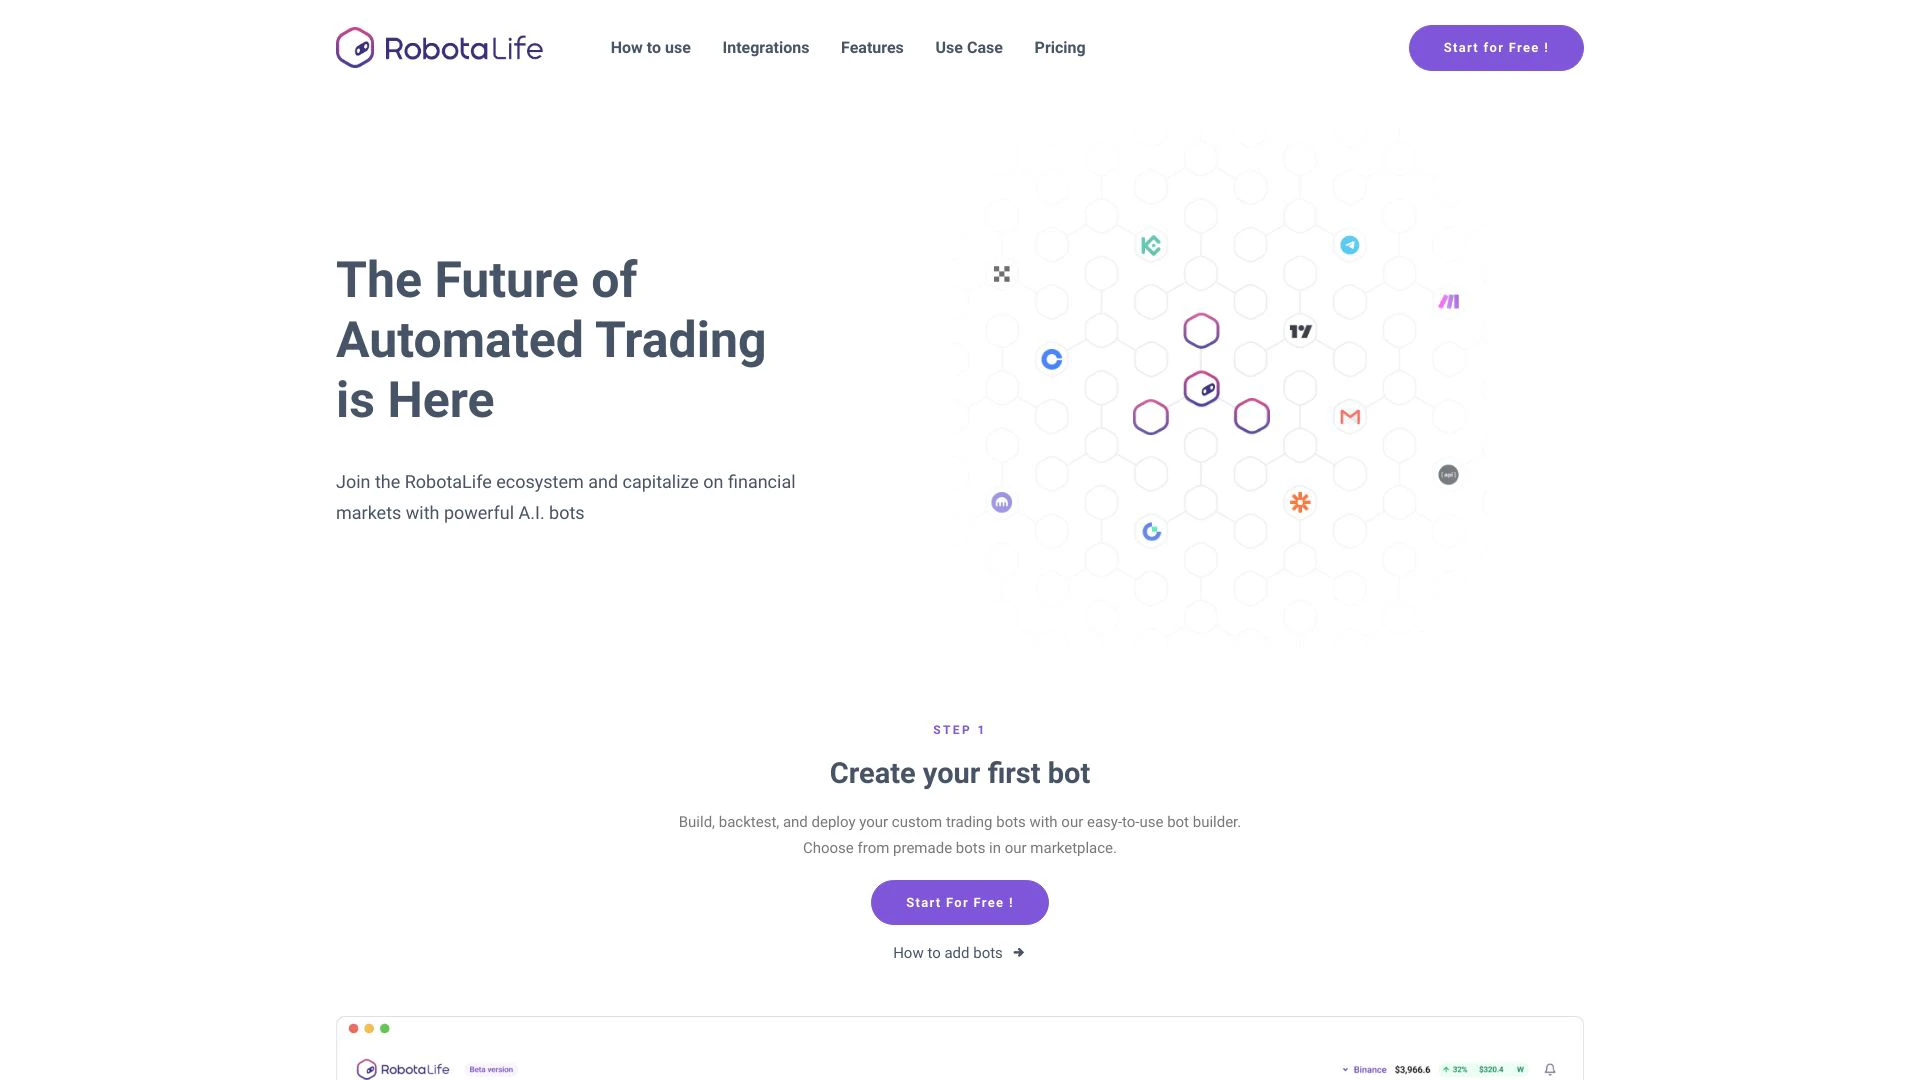 RobotaLife
How to use
Integrations
Features
Use Case
Pricing
Start for Free !
The Future of
Automated Trading
is Here
Join the RobotaLife ecosystem and capitalize on financial
markets with powerful A.I. bots
[api]
STEP 1
Create your first bot
Build, backtest, and deploy your custom trading bots with our easy-to-use bot builder.
Choose from premade bots in our marketplace.
Start For Free !
How to add bots
RobotaLife
Beta version
Binance $3,966.6 32% $320.4 W